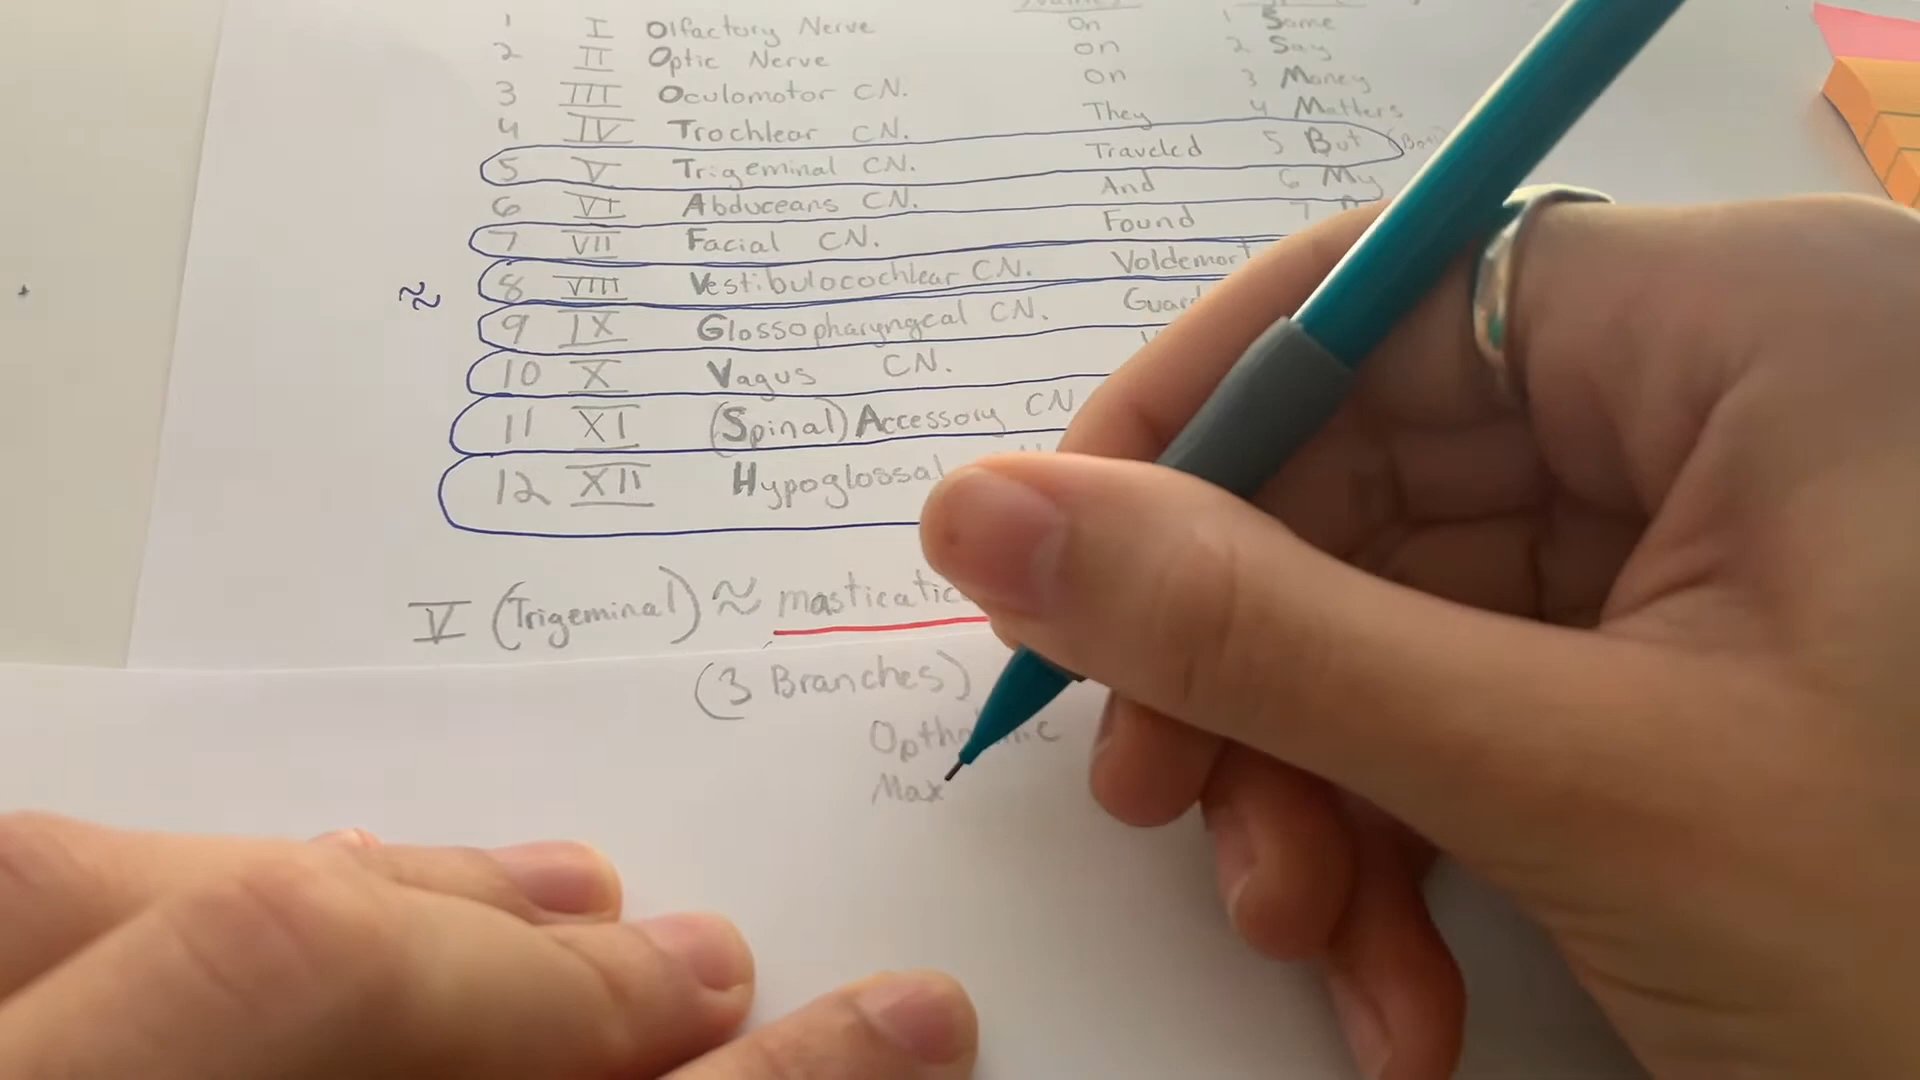 1 I Olfactory Nerve On 1 Some
2 II Optic Nerve on 2 Say
3 III Oculomotor CN. On 3 Money
4 IV Trochlear CN. They 4 Matters
5 V Trigeminal CN. Traveled 5 But
6 VI Abduceans CN. And 6 My
7 VII Facial CN. Found 7
8 VIII Vestibulocochlear CN. Voldemort
9 IX Glossopharyngeal CN.
10 X Vagus CN.
11 XI (Spinal) Accessory CN
12 XII Hypoglossal
≈
V (Trigeminal) ≈
(3 Branches)
Max